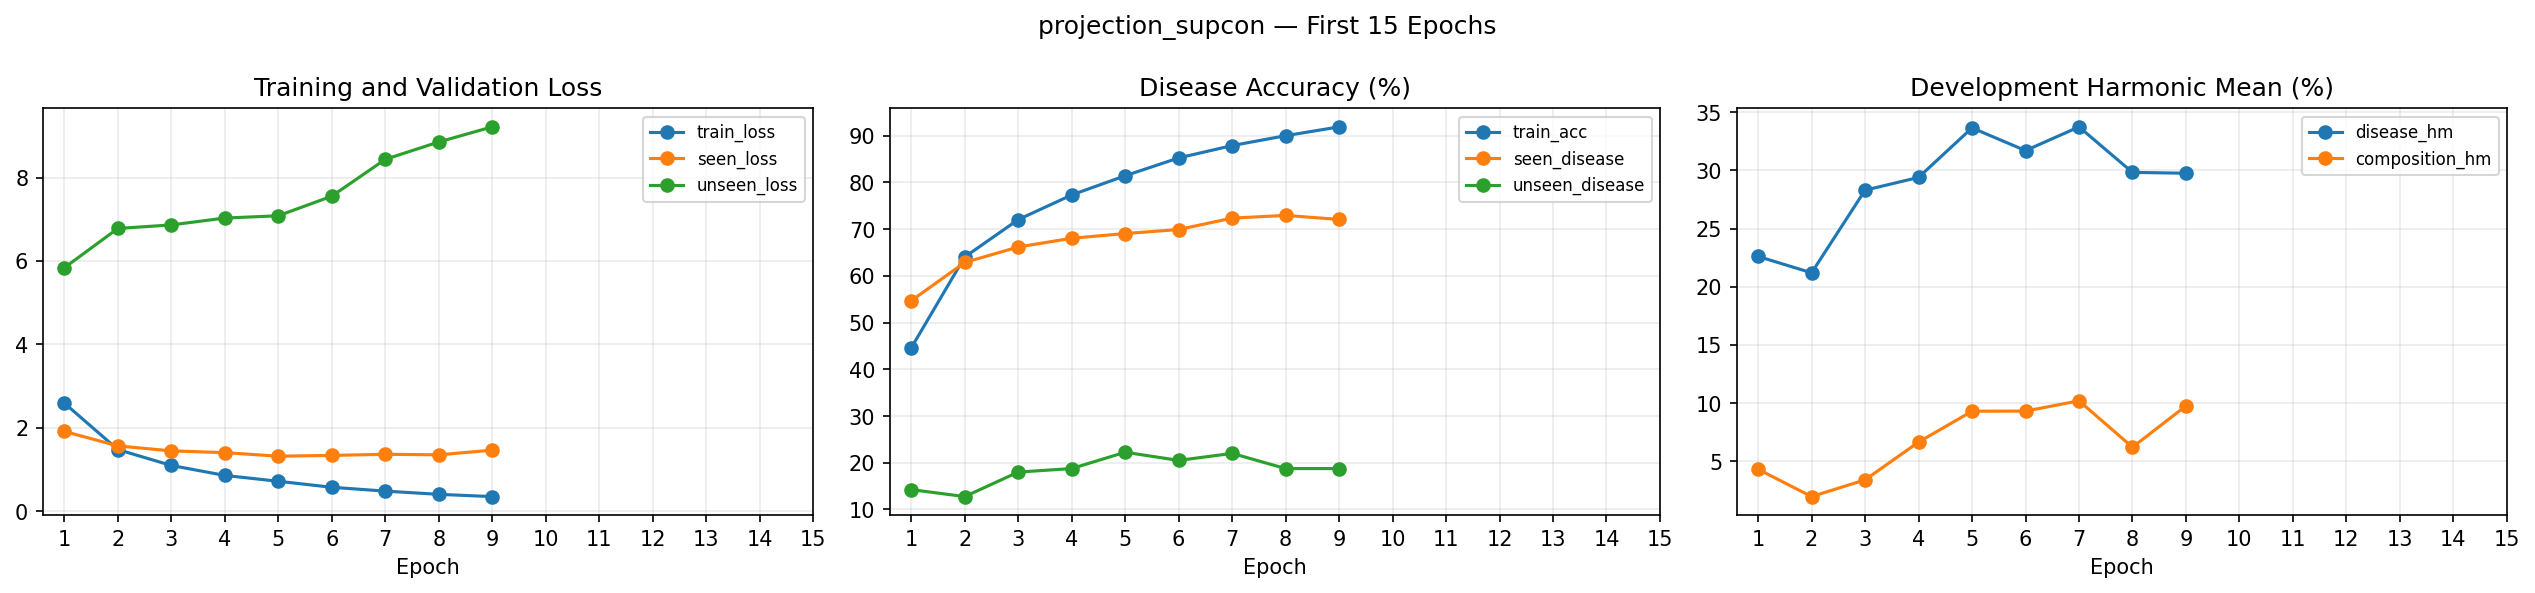 projection_supcon — First 15 Epochs
Training and Validation Loss
train_loss
seen_loss
unseen_loss
8
6
4
2
0
1 2 3 4 5 6 7 8 9 10 11 12 13 14 15
Epoch
Disease Accuracy (%)
train_acc
seen_disease
unseen_disease
90
80
70
60
50
40
30
20
10
1 2 3 4 5 6 7 8 9 10 11 12 13 14 15
Epoch
Development Harmonic Mean (%)
disease_hm
composition_hm
35
30
25
20
15
10
5
1 2 3 4 5 6 7 8 9 10 11 12 13 14 15
Epoch